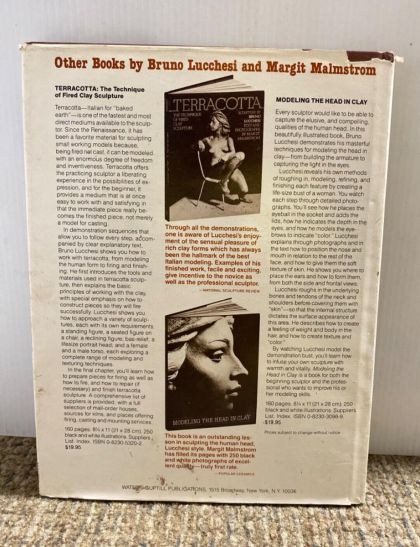 Other Books by Bruno Lucchesi and Margit Malmstrom
TERRACOTTA: The Technique
of Fired Clay Sculpture
Terracotta—Italian for "baked
earth"—is one of the fastest and most
direct mediums available to the sculp-
tor. Since the Renaissance, it has
been a favorite material for sculpting
small working models because,
being fired not cast, it can be modeled
with an enormous degree of freedom
and inventiveness. Terracotta offers
the practicing sculptor a liberating
experience in the possibilities of ex-
pression, and for the beginner, it
provides a medium that is at once
easy to work with and satisfying in
that the immediate piece really be-
comes the finished piece, not merely
a model for casting.
In demonstration sequences that
allow you to follow every step, accom-
panied by clear explanatory text,
Bruno Lucchesi shows you how to
work with terracotta, from modeling
the human form to firing and finish-
ing. He first introduces the tools and
materials used in terracotta sculp-
ture, then explains the basic
principles of working with the clay,
with special emphasis on how to
construct pieces so they will fire
successfully. Lucchesi shows you
how to approach a variety of subjects,
each with its own requirements:
a standing figure, a seated figure on
a chair, a reclining figure, bas-relief, a
lifesize portrait head, and a female
and a male torso, each exploring a
complete range of modeling and
texturing techniques.
In the final chapter, you'll learn how
to prepare pieces for firing as well as
how to fire, and how to repair (if
necessary) and finish terracotta
sculpture. A comprehensive list of
suppliers is provided, with a full
selection of mail-order houses,
sources for kilns, and places offering
firing, casting and mounting services.
160 pages. 8¼ x 11 (21 x 28 cm). 250
black and white illustrations. Suppliers
List. Index. ISBN 0-8230-5320-2
$19.95
TERRACOTTA
THE TECHNIQUE
OF FIRED
CLAY
SCULPTURE
SCULPTURE BY
BRUNO
LUCCHESI
PHOTOGRAPHS
BY MARGIT
MALMSTROM
Through all the demonstrations,
one is aware of Lucchesi's enjoy-
ment of the sensual pleasure of
rich clay forms which has always
been the hallmark of the best
Italian modeling. Examples of his
finished work, facile and exciting,
give incentive to the novice as
well as the professional sculptor.
—NATIONAL SCULPTURE REVIEW
MODELING THE HEAD IN CLAY
This book is an outstanding les-
son in sculpting the human head,
Lucchesi style. Margit Malmstrom
has filled its pages with 250 black
and white photographs of excel-
lent quality—truly first rate.
—POPULAR CERAMICS
MODELING THE HEAD IN CLAY
Every sculptor would like to be able to
capture the elusive, and compelling,
qualities of the human head. In this
beautifully illustrated book, Bruno
Lucchesi demonstrates his masterful
techniques for modeling the head in
clay—from building the armature to
capturing the light in the eyes.
Lucchesi reveals his own methods
of roughing in, modeling, refining, and
finishing each feature by creating a
life-size bust of a woman. You watch
each step through detailed photo-
graphs. You'll see how he places the
eyeball in the socket and adds the
lids, how he indicates the depth in the
eyes, and how he models the eye-
brows to indicate "color." Lucchesi
explains through photographs and in
the text how to position the nose and
mouth in relation to the rest of the
face, and how to give them the soft
texture of skin. He shows you where to
place the ears and how to form them,
from both the side and frontal views.
Lucchesi roughs in the underlying
bones and tendons of the neck and
shoulders before covering them with
"skin"—so that the internal structure
dictates the smoothed surface of
this area. He describes how to create
a feeling of weight and body in the
hair, and how to create texture and
"color."
By watching Lucchesi model the
demonstration bust, you'll learn how
to infuse your own sculpture with
warmth and vitality. Modeling the
Head in Clay is a book for both the
beginning sculptor and the profes-
sional who wants to improve his or
her modeling skills.
160 pages. 8¼ x 11 (21 x 28 cm). 250
black and white illustrations. Suppliers
List. Index. ISBN 0-8230-3098-9.
$19.95.
Prices subject to change without notice
WATSON-GUPTILL PUBLICATIONS, 1515 Broadway, New York, N.Y. 10036